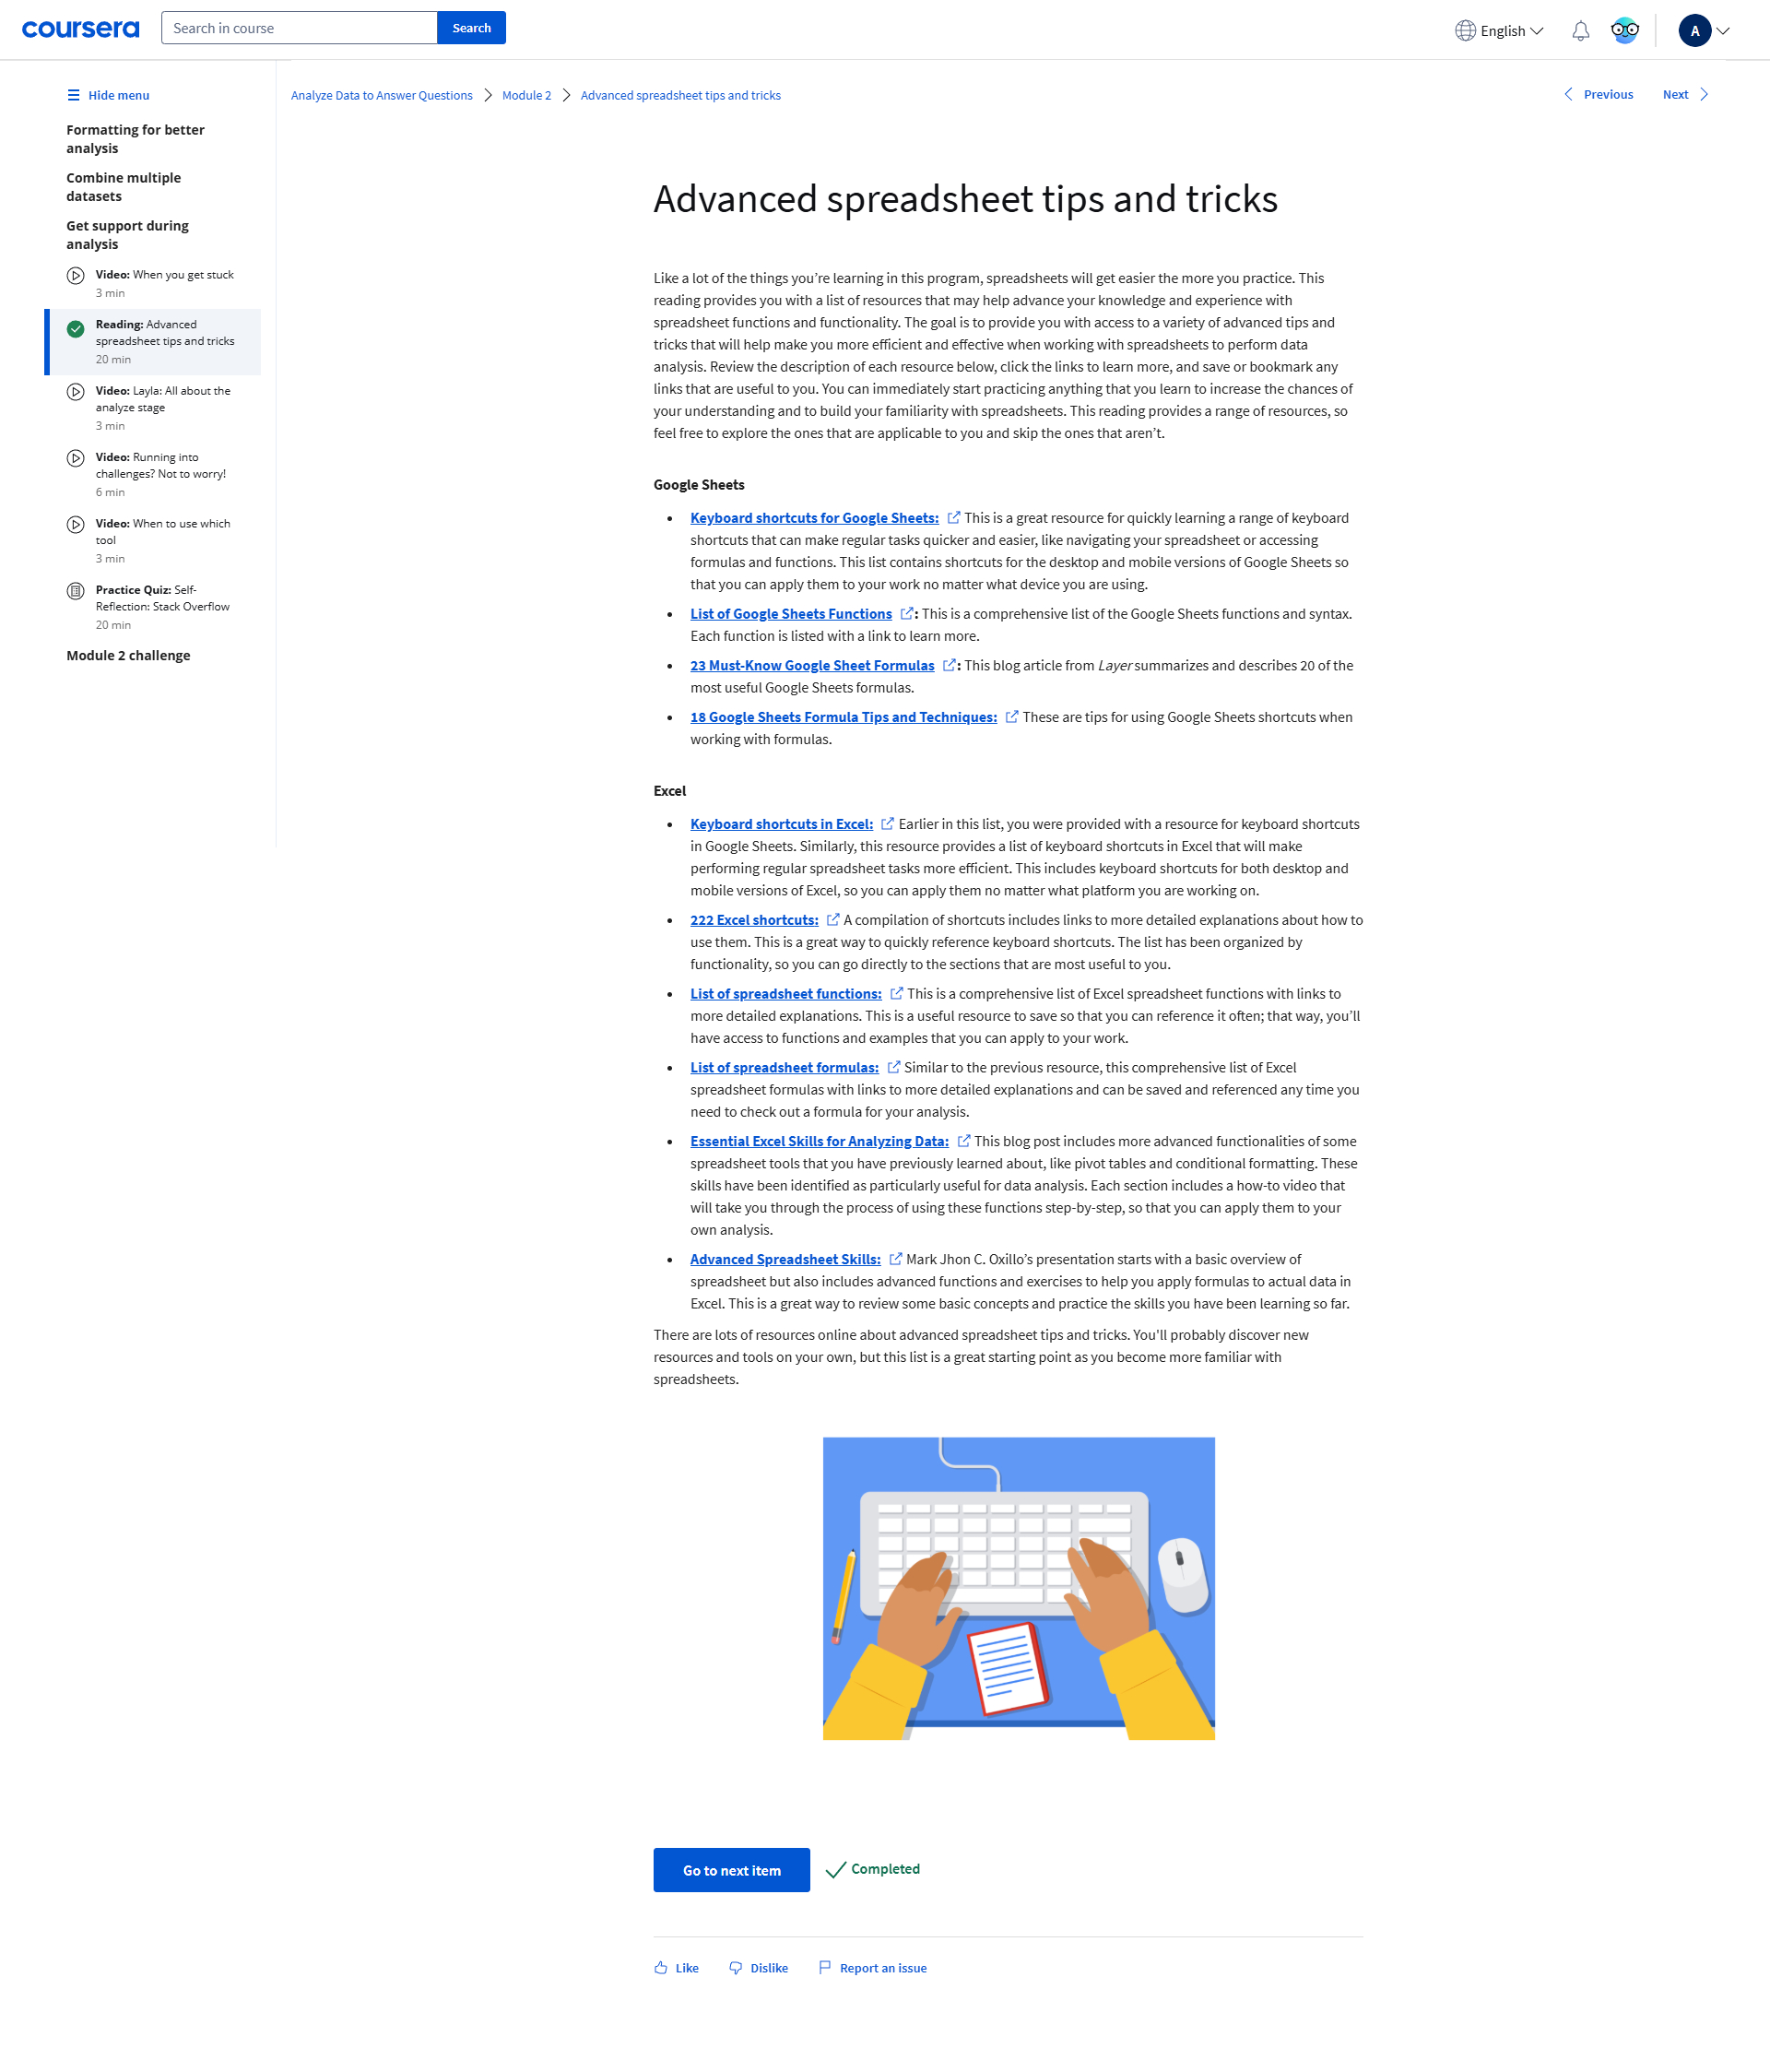 coursera
Search in course
Search
English
A
Hide menu
Formatting for better
analysis
Combine multiple
datasets
Get support during
analysis
Video: When you get stuck
3 min
Reading: Advanced
spreadsheet tips and tricks
20 min
Video: Layla: All about the
analyze stage
3 min
Video: Running into
challenges? Not to worry!
6 min
Video: When to use which
tool
3 min
Practice Quiz: Self-
Reflection: Stack Overflow
20 min
Module 2 challenge
Analyze Data to Answer Questions
Module 2
Advanced spreadsheet tips and tricks
Previous
Next
Advanced spreadsheet tips and tricks
Like a lot of the things you’re learning in this program, spreadsheets will get easier the more you practice. This
reading provides you with a list of resources that may help advance your knowledge and experience with
spreadsheet functions and functionality. The goal is to provide you with access to a variety of advanced tips and
tricks that will help make you more efficient and effective when working with spreadsheets to perform data
analysis. Review the description of each resource below, click the links to learn more, and save or bookmark any
links that are useful to you. You can immediately start practicing anything that you learn to increase the chances of
your understanding and to build your familiarity with spreadsheets. This reading provides a range of resources, so
feel free to explore the ones that are applicable to you and skip the ones that aren’t.
Google Sheets
Keyboard shortcuts for Google Sheets: This is a great resource for quickly learning a range of keyboard
shortcuts that can make regular tasks quicker and easier, like navigating your spreadsheet or accessing
formulas and functions. This list contains shortcuts for the desktop and mobile versions of Google Sheets so
that you can apply them to your work no matter what device you are using.
List of Google Sheets Functions : This is a comprehensive list of the Google Sheets functions and syntax.
Each function is listed with a link to learn more.
23 Must-Know Google Sheet Formulas : This blog article from Layer summarizes and describes 20 of the
most useful Google Sheets formulas.
18 Google Sheets Formula Tips and Techniques: These are tips for using Google Sheets shortcuts when
working with formulas.
Excel
Keyboard shortcuts in Excel: Earlier in this list, you were provided with a resource for keyboard shortcuts
in Google Sheets. Similarly, this resource provides a list of keyboard shortcuts in Excel that will make
performing regular spreadsheet tasks more efficient. This includes keyboard shortcuts for both desktop and
mobile versions of Excel, so you can apply them no matter what platform you are working on.
222 Excel shortcuts: A compilation of shortcuts includes links to more detailed explanations about how to
use them. This is a great way to quickly reference keyboard shortcuts. The list has been organized by
functionality, so you can go directly to the sections that are most useful to you.
List of spreadsheet functions: This is a comprehensive list of Excel spreadsheet functions with links to
more detailed explanations. This is a useful resource to save so that you can reference it often; that way, you’ll
have access to functions and examples that you can apply to your work.
List of spreadsheet formulas: Similar to the previous resource, this comprehensive list of Excel
spreadsheet formulas with links to more detailed explanations and can be saved and referenced any time you
need to check out a formula for your analysis.
Essential Excel Skills for Analyzing Data: This blog post includes more advanced functionalities of some
spreadsheet tools that you have previously learned about, like pivot tables and conditional formatting. These
skills have been identified as particularly useful for data analysis. Each section includes a how-to video that
will take you through the process of using these functions step-by-step, so that you can apply them to your
own analysis.
Advanced Spreadsheet Skills: Mark Jhon C. Oxillo’s presentation starts with a basic overview of
spreadsheet but also includes advanced functions and exercises to help you apply formulas to actual data in
Excel. This is a great way to review some basic concepts and practice the skills you have been learning so far.
There are lots of resources online about advanced spreadsheet tips and tricks. You'll probably discover new
resources and tools on your own, but this list is a great starting point as you become more familiar with
spreadsheets.
Go to next item
Completed
Like
Dislike
Report an issue